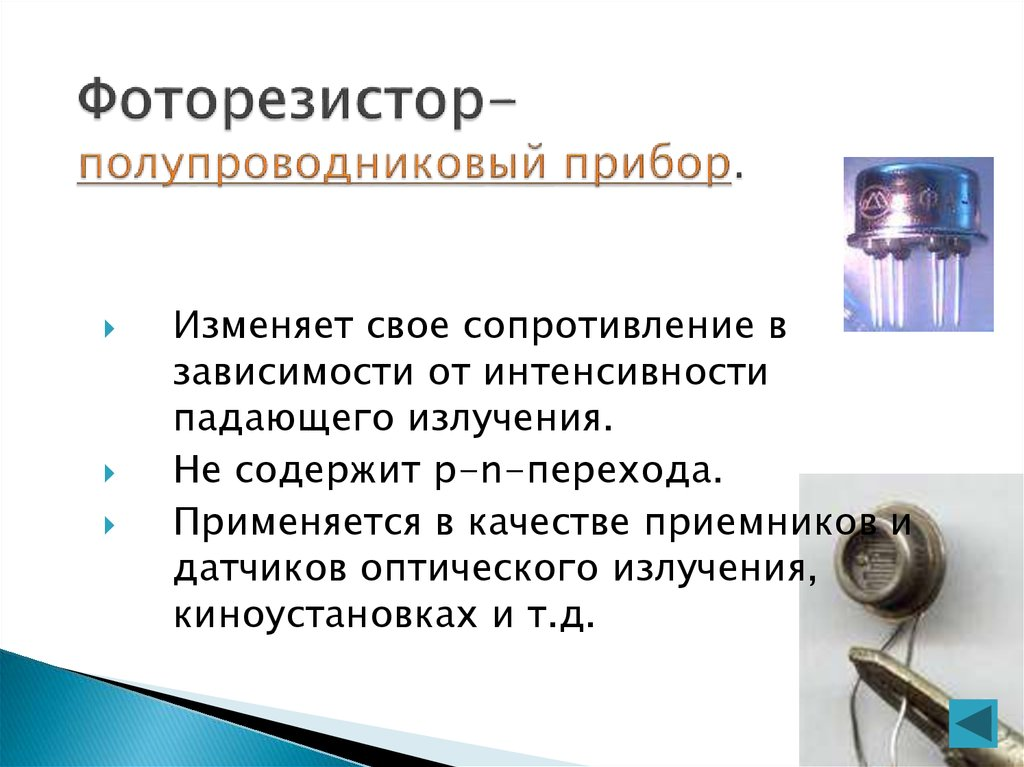 Фоторезистор-
полупроводниковый прибор.
Изменяет свое сопротивление в
зависимости от интенсивности
падающего излучения.
Не содержит p-n-перехода.
Применяется в качестве приемников и
датчиков оптического излучения,
киноустановках и т.д.